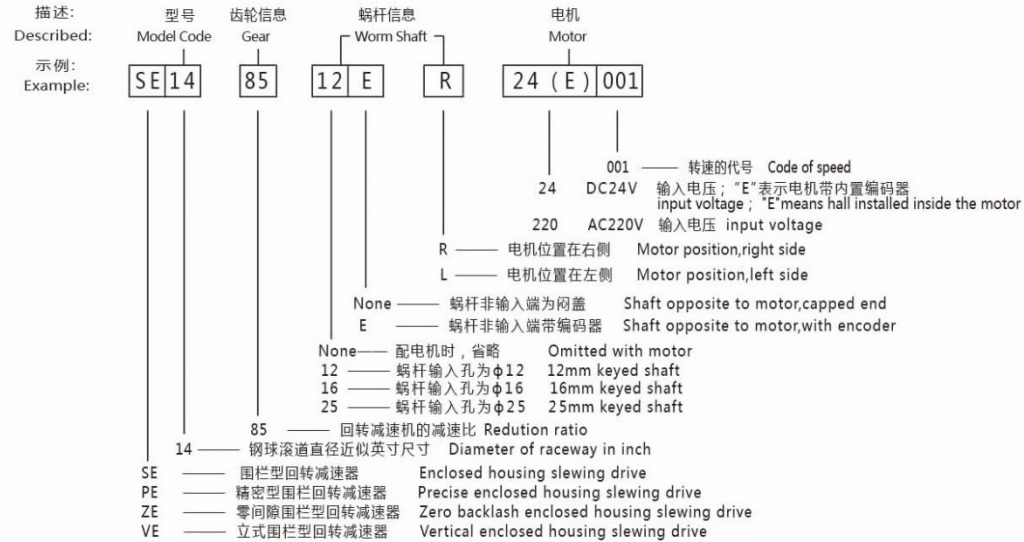 描述: 型号 齿轮信息 蜗杆信息 电机
Described: Model Code Gear Worm Shaft Motor
示例:
Example: SE 14 85 12 E R 24 (E) 001
001 转速的代号 Code of speed
24 DC24V 输入电压；“E”表示电机带内置编码器
input voltage； "E"means hall installed inside the motor
220 AC220V 输入电压 input voltage
R 电机位置在右侧 Motor position,right side
L 电机位置在左侧 Motor position,left side
None 蜗杆非输入端为闷盖 Shaft opposite to motor,capped end
E 蜗杆非输入端带编码器 Shaft opposite to motor,with encoder
None 配电机时，省略 Omitted with motor
12 蜗杆输入孔为φ12 12mm keyed shaft
16 蜗杆输入孔为φ16 16mm keyed shaft
25 蜗杆输入孔为φ25 25mm keyed shaft
85 回转减速机的减速比 Redution ratio
14 钢球滚道直径近似英寸尺寸 Diameter of raceway in inch
SE 围栏型回转减速器 Enclosed housing slewing drive
PE 精密型围栏回转减速器 Precise enclosed housing slewing drive
ZE 零间隙围栏型回转减速器 Zero backlash enclosed housing slewing drive
VE 立式围栏型回转减速器 Vertical enclosed housing slewing drive